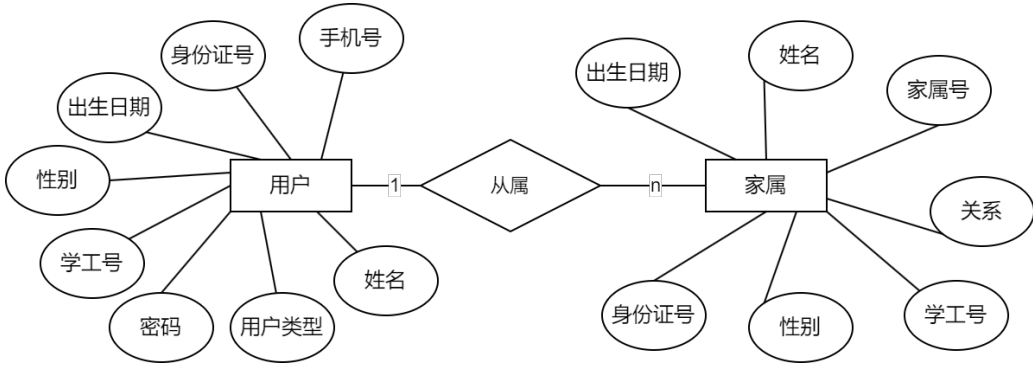 手机号
身份证号
出生日期
性别
学工号
密码
用户类型
姓名
用户
1
从属
n
家属
出生日期
姓名
家属号
关系
学工号
性别
身份证号